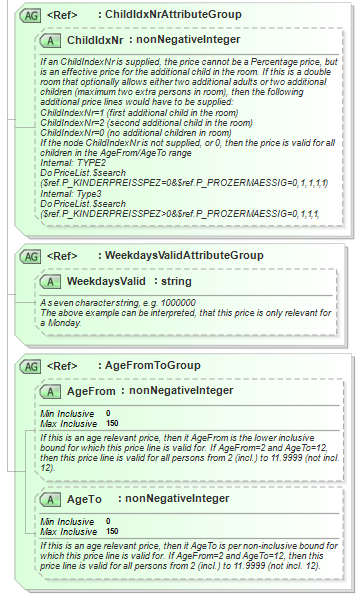 AG <Ref> : ChildIdxNrAttributeGroup
A ChildIdxNr : nonNegativeInteger
If an ChildIndexNr is supplied, the price cannot be a Percentage price, but
is an effective price for the additional child in the room. If this is a double
room that optionally allows either two additional adults or two additional
children (maximum two extra persons in room), then the following
additional price lines would have to be supplied:
ChildIdxNr=1 (first additional child in the room)
ChildIdxNr=2 (second additional child in the room)
ChildIdxNr=0 (no additional children in room)
If the node ChildIdxNr is not supplied, or 0, then the price is valid for all
children in the AgeFrom/AgeTo range
Internal: TYPE2
Do PriceList.$search
($ref.P_KINDERPREISSPEZ=0&$ref.P_PROZERMAESSIG=0,1,1,1,1)
Internal: Type3
Do PriceList.$search
($ref.P_KINDERPREISSPEZ>0&$ref.P_PROZERMAESSIG=0,1,1,1,
AG <Ref> : WeekdaysValidAttributeGroup
A WeekdaysValid : string
A seven character string, e.g. 1000000
The above example can be interpreted, that this price is only relevant for
a Monday.
AG <Ref> : AgeFromToGroup
A AgeFrom : nonNegativeInteger
Min Inclusive 0
Max Inclusive 150
If this is an age relevant price, then it AgeFrom is the lower inclusive
bound for which this price line is valid for. If AgeFrom=2 and AgeTo=12,
then this price line is valid for all persons from 2 (incl.) to 11.9999 (not incl.
12).
A AgeTo : nonNegativeInteger
Min Inclusive 0
Max Inclusive 150
If this is an age relevant price, then it AgeTo is per non-inclusive bound for
which this price line is valid for. If AgeFrom=2 and AgeTo=12, then this
price line is valid for all persons from 2 (incl.) to 11.9999 (not incl. 12).